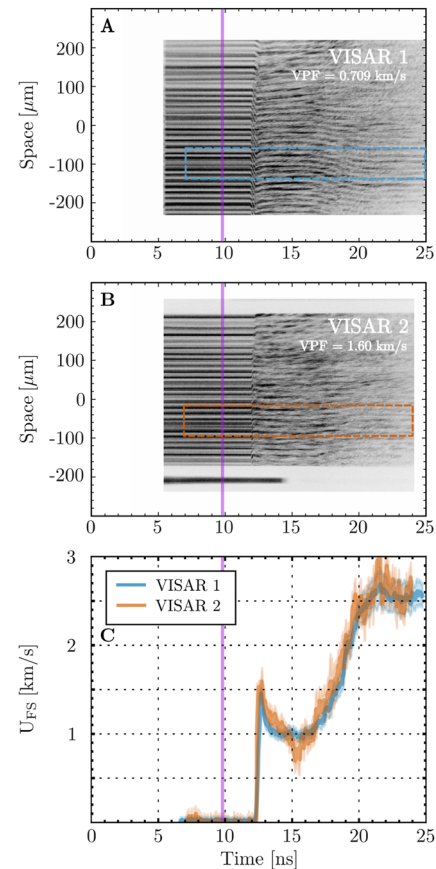 A
VISAR 1
VPF = 0.709 km/s
Space [μm]
200
100
0
-100
-200
0 5 10 15 20 25
B
VISAR 2
VPF = 1.60 km/s
Space [μm]
200
100
0
-100
-200
0 5 10 15 20 25
C
VISAR 1
VISAR 2
U_FS [km/s]
3
2
1
0
0 5 10 15 20 25
Time [ns]